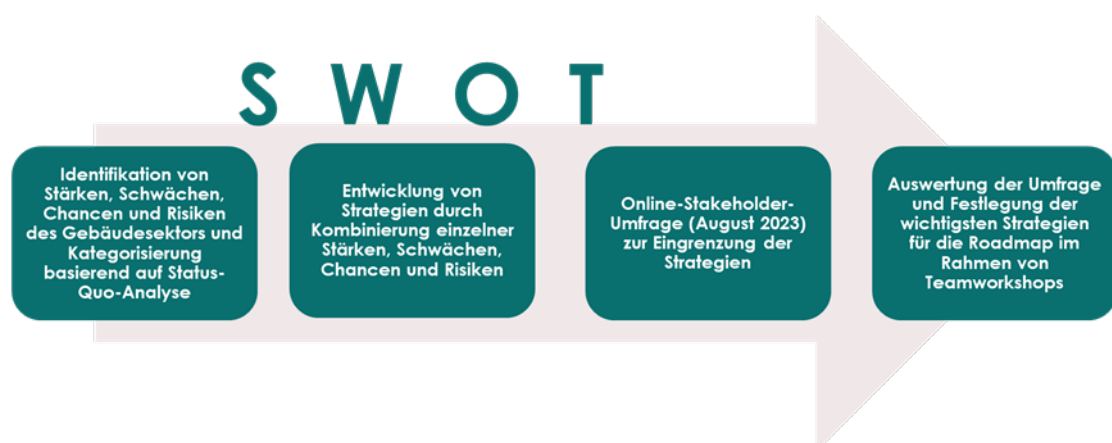 S W O T
Identifikation von
Stärken, Schwächen,
Chancen und Risiken
des Gebäudesektors und
Kategorisierung
basierend auf Status-
Quo-Analyse
Entwicklung von
Strategien durch
Kombinierung einzelner
Stärken, Schwächen,
Chancen und Risiken
Online-Stakeholder-
Umfrage (August 2023)
zur Eingrenzung der
Strategien
Auswertung der Umfrage
und Festlegung der
wichtigsten Strategien
für die Roadmap im
Rahmen von
Teamworkshops